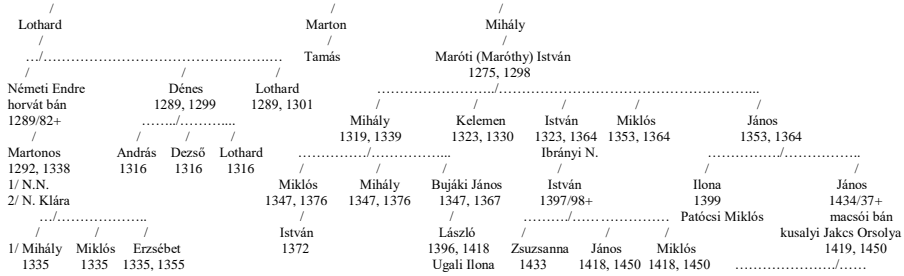 / / /
Lothard Marton Mihály
/ / /
…/…………………………………….… Tamás Maróti (Maróthy) István
/ / / 1275, 1298
Németi Endre Dénes Lothard ……………………/……………………………………………...
horvát bán 1289, 1299 1289, 1301 / / / / /
1289/82+ ……../……….... Mihály Kelemen István Miklós János
/ / / / 1319, 1339 1323, 1330 1323, 1364 1353, 1364 1353, 1364
Martonos András Dezső Lothard ……………/……………... Ibrányi N. ……………/……………..
1292, 1338 1316 1316 1316 / / / / / /
1/ N.N. Miklós Mihály Bujáki János István Ilona János
2/ N. Klára 1347, 1376 1347, 1376 1347, 1367 1397/98+ 1399 1434/37+
…/……………….. / / ………/………………… Patócsi Miklós macsói bán
/ / / István László / / / kusalyi Jakcs Orsolya
1/ Mihály Miklós Erzsébet 1372 1396, 1418 Zsuzsanna János Miklós 1419, 1450
1335 1335 1335, 1355 Ugali Ilona 1433 1418, 1450 1418, 1450 …………………/……